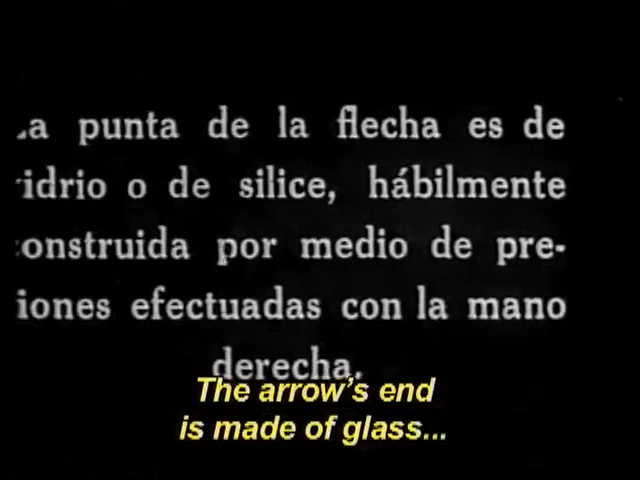 a punta de la flecha es de
idrio o de silice, hábilmente
onstruida por medio de pre-
iones efectuadas con la mano
derecha.
The arrow's end
is made of glass...